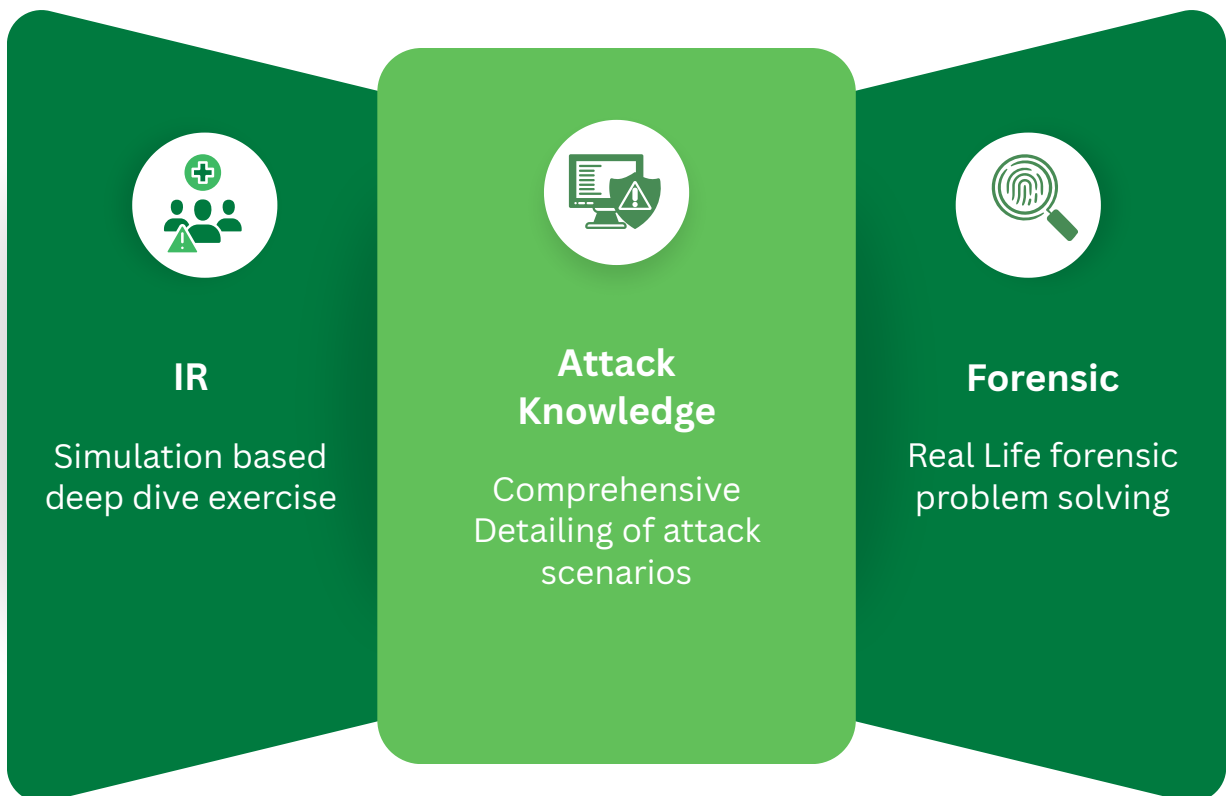 IR
Simulation based
deep dive exercise
Attack
Knowledge
Comprehensive
Detailing of attack
scenarios
Forensic
Real Life forensic
problem solving